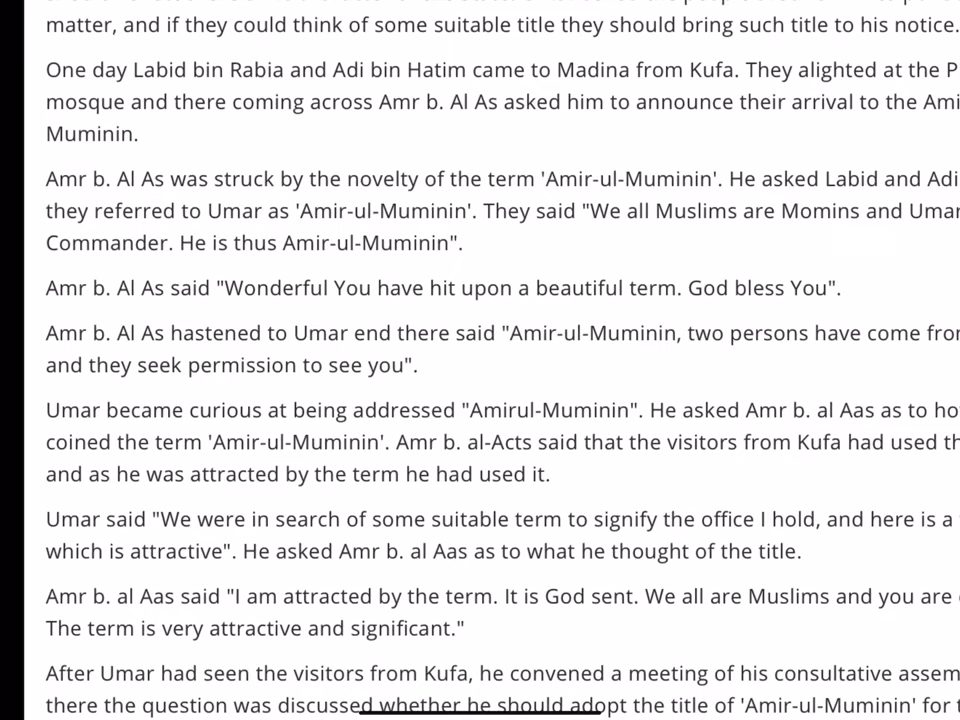 matter, and if they could think of some suitable title they should bring such title to his notice.
One day Labid bin Rabia and Adi bin Hatim came to Madina from Kufa. They alighted at the P
mosque and there coming across Amr b. Al As asked him to announce their arrival to the Ami
Muminin.
Amr b. Al As was struck by the novelty of the term 'Amir-ul-Muminin'. He asked Labid and Adi
they referred to Umar as 'Amir-ul-Muminin'. They said "We all Muslims are Momins and Umar
Commander. He is thus Amir-ul-Muminin".
Amr b. Al As said "Wonderful You have hit upon a beautiful term. God bless You".
Amr b. Al As hastened to Umar end there said "Amir-ul-Muminin, two persons have come from
and they seek permission to see you".
Umar became curious at being addressed "Amirul-Muminin". He asked Amr b. al Aas as to ho
coined the term 'Amir-ul-Muminin'. Amr b. al-Acts said that the visitors from Kufa had used th
and as he was attracted by the term he had used it.
Umar said "We were in search of some suitable term to signify the office I hold, and here is a
which is attractive". He asked Amr b. al Aas as to what he thought of the title.
Amr b. al Aas said "I am attracted by the term. It is God sent. We all are Muslims and you are
The term is very attractive and significant."
After Umar had seen the visitors from Kufa, he convened a meeting of his consultative assem
there the question was discussed whether he should adopt the title of 'Amir-ul-Muminin' for t